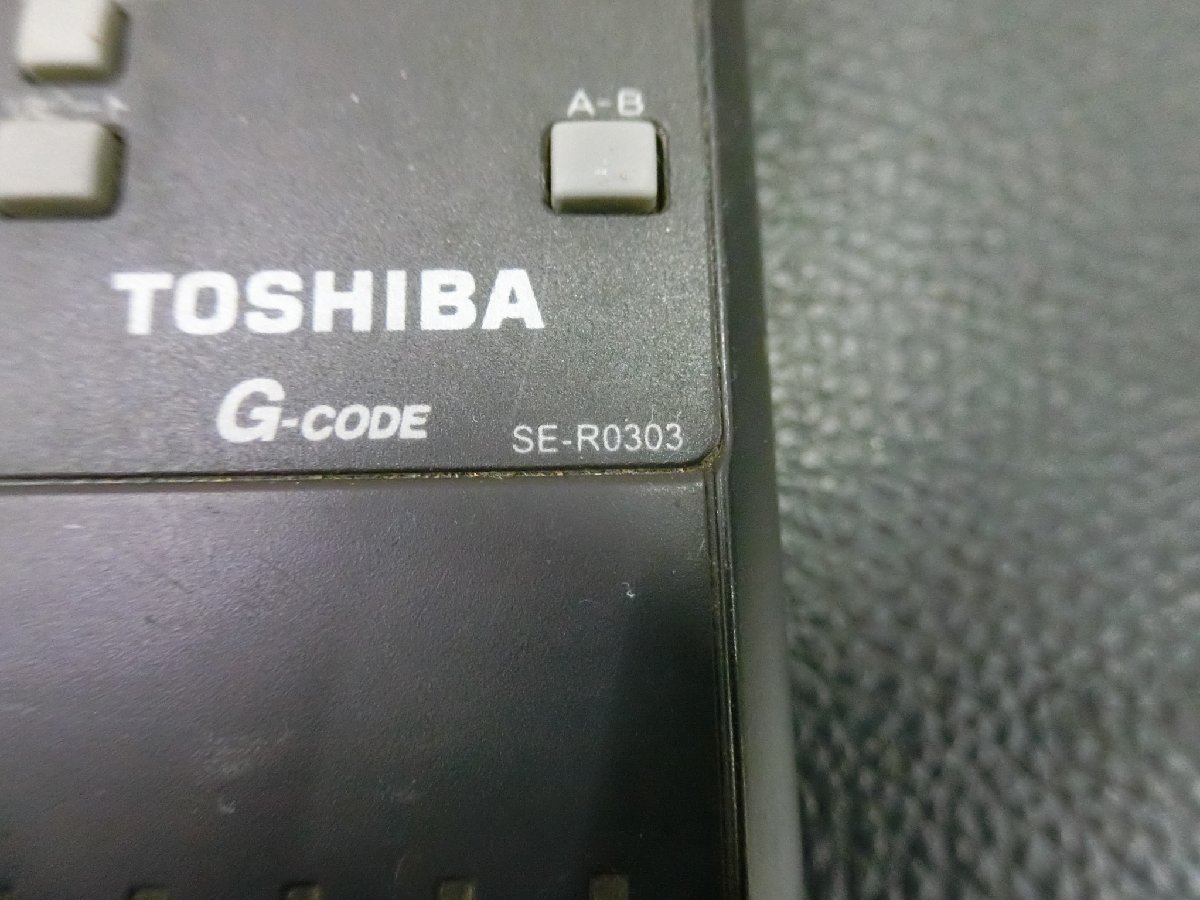 A-B
TOSHIBA
G-CODE
SE-R0303